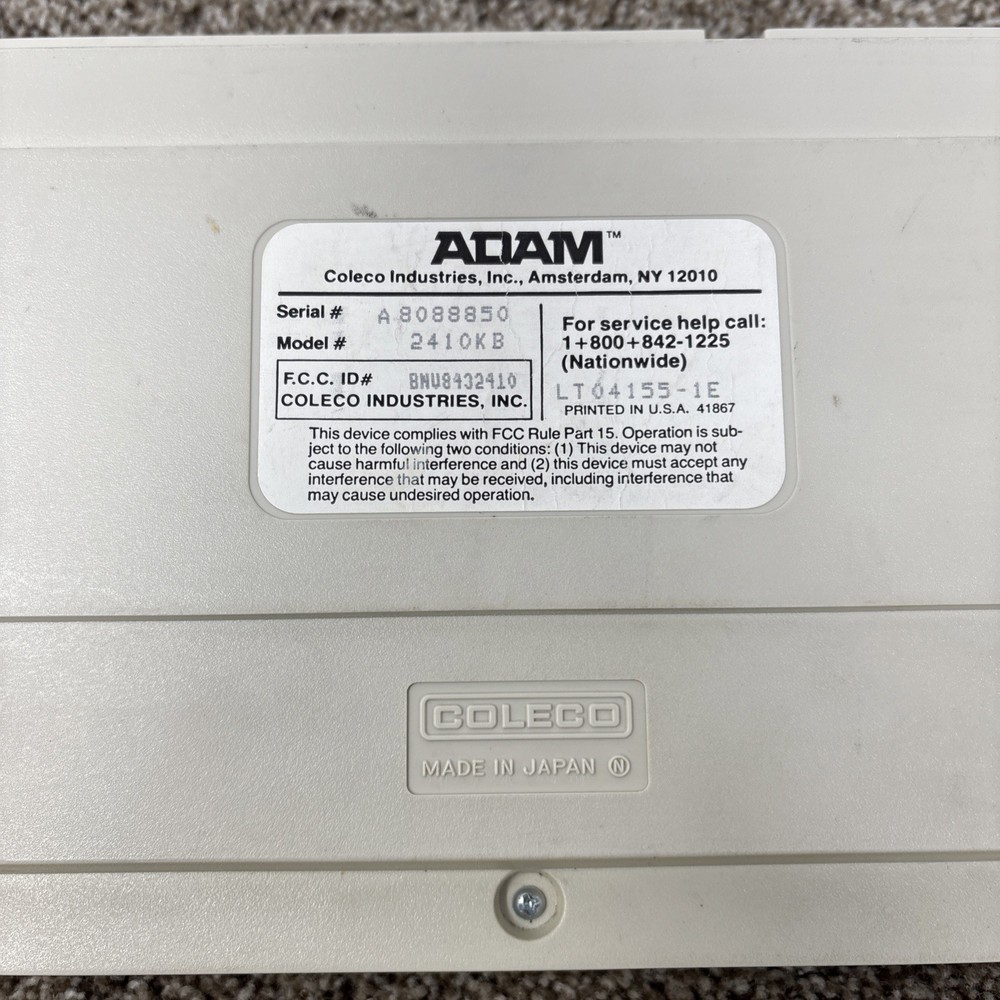 ADAM™
Coleco Industries, Inc., Amsterdam, NY 12010
Serial # A8088850
Model # 2410KB
F.C.C. ID# BNV8432410
COLECO INDUSTRIES, INC.
For service help call:
1+800+842-1225
(Nationwide)
LT04155-1E
PRINTED IN U.S.A. 41867
This device complies with FCC Rule Part 15. Operation is sub-
ject to the following two conditions: (1) This device may not
cause harmful interference and (2) this device must accept any
interference that may be received, including interference that
may cause undesired operation.
COLECO
MADE IN JAPAN Ⓝ